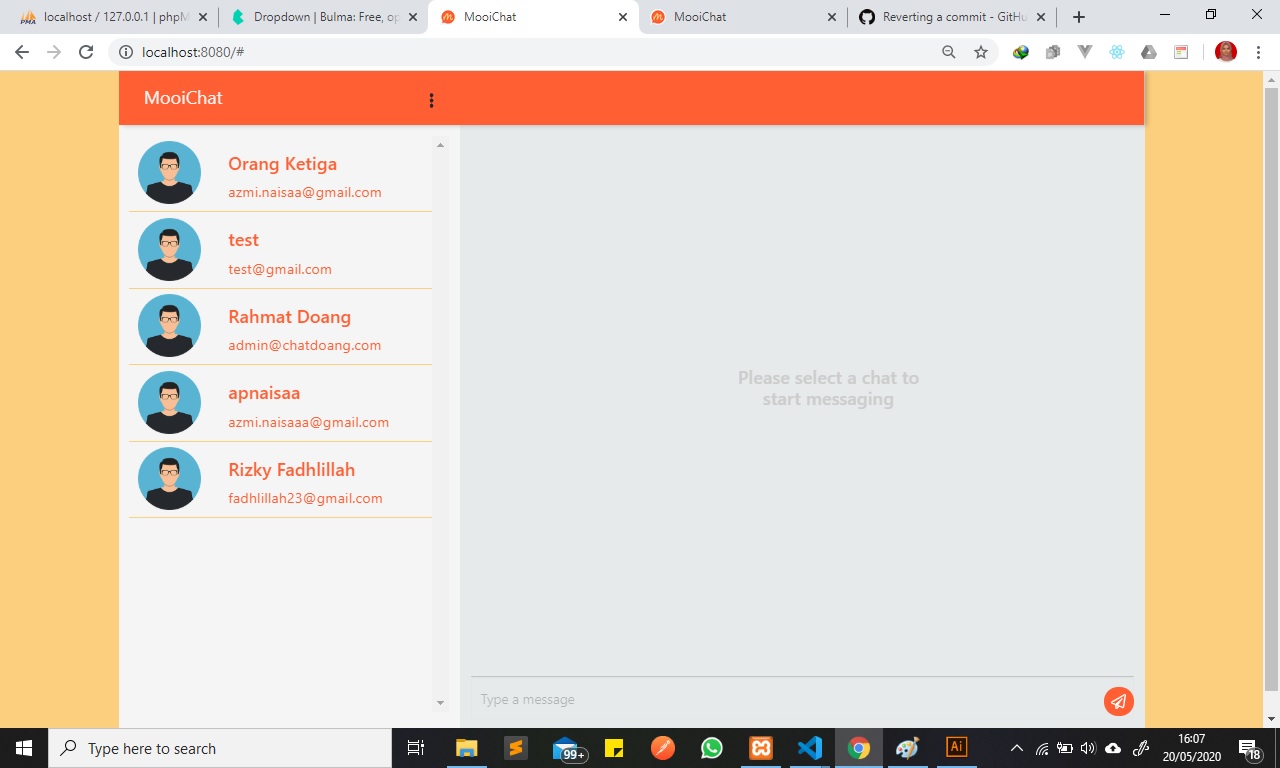 localhost / 127.0.0.1 | phpM
Dropdown | Bulma: Free, op
MooiChat
MooiChat
Reverting a commit - GitHu
localhost:8080/#
MooiChat
Orang Ketiga
azmi.naisaa@gmail.com
test
test@gmail.com
Rahmat Doang
admin@chatdoang.com
apnaisaa
azmi.naisaaa@gmail.com
Rizky Fadhlillah
fadhlillah23@gmail.com
Please select a chat to
start messaging
Type a message
Type here to search
99+
Ai
16:07
20/05/2020
18